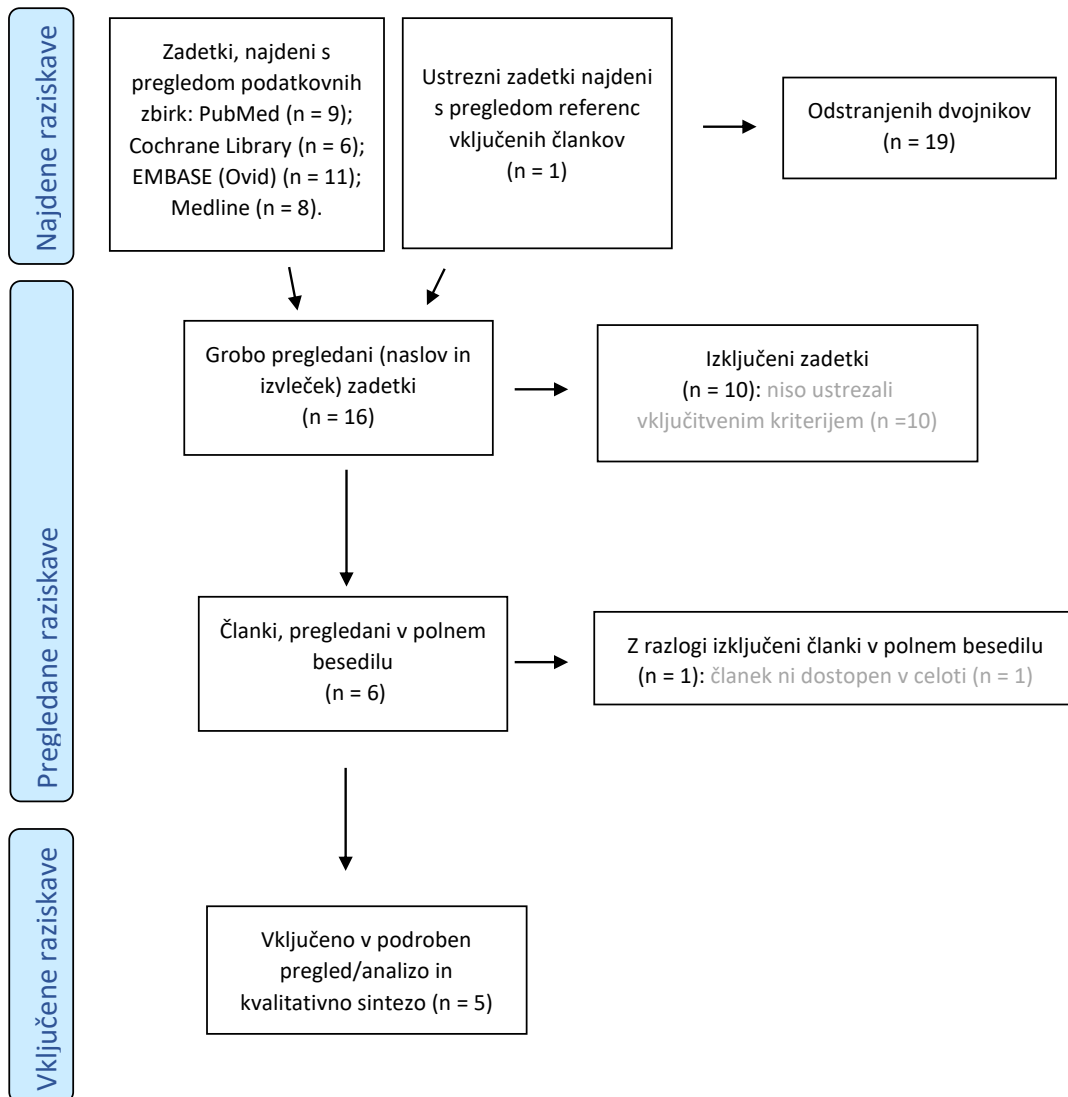 Najdene raziskave
Zadetki, najdeni s
pregledom podatkovnih
zbirk: PubMed (n = 9);
Cochrane Library (n = 6);
EMBASE (Ovid) (n = 11);
Medline (n = 8).
Ustrezni zadetki najdeni
s pregledom referenc
vključenih člankov
(n = 1)
Odstranjenih dvojnikov
(n = 19)
Pregledane raziskave
Grobo pregledani (naslov in
izvleček) zadetki
(n = 16)
Izključeni zadetki
(n = 10): niso ustrezali
vključitvenim kriterijem (n =10)
Članki, pregledani v polnem
besedilu
(n = 6)
Z razlogi izključeni članki v polnem besedilu
(n = 1): članek ni dostopen v celoti (n = 1)
Vključene raziskave
Vključeno v podroben
pregled/analizo in
kvalitativno sintezo (n = 5)